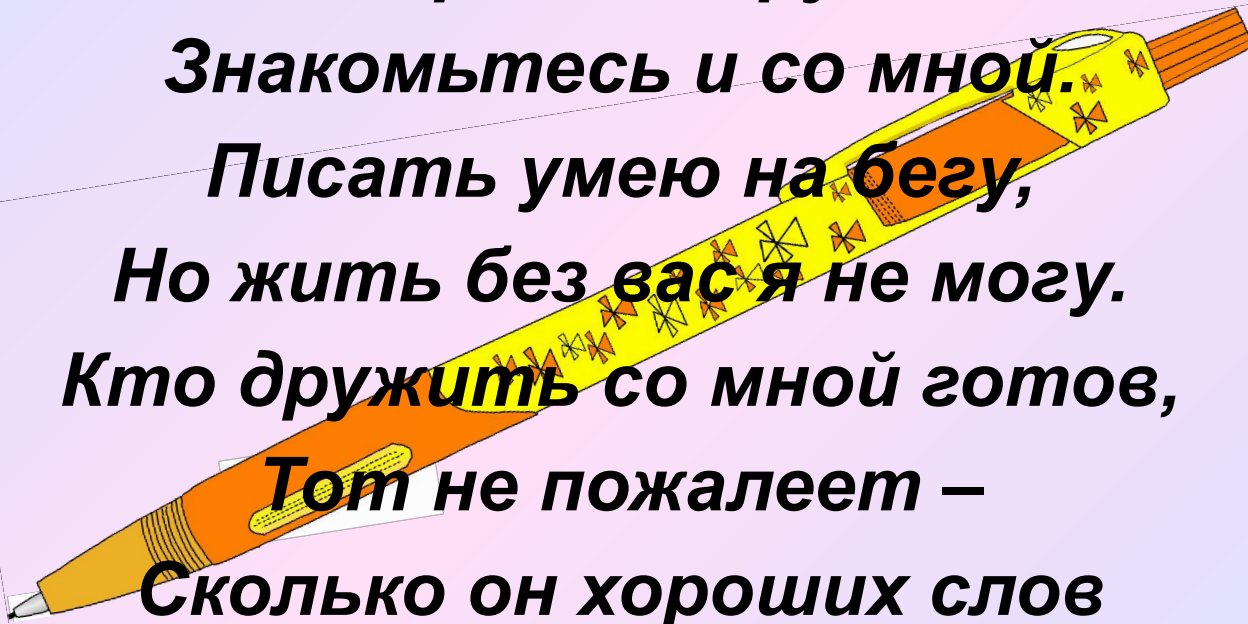 Знакомьтесь и со мной.
Писать умею на бегу,
Но жить без вас я не могу.
Кто дружить со мной готов,
Тот не пожалеет –
Сколько он хороших слов